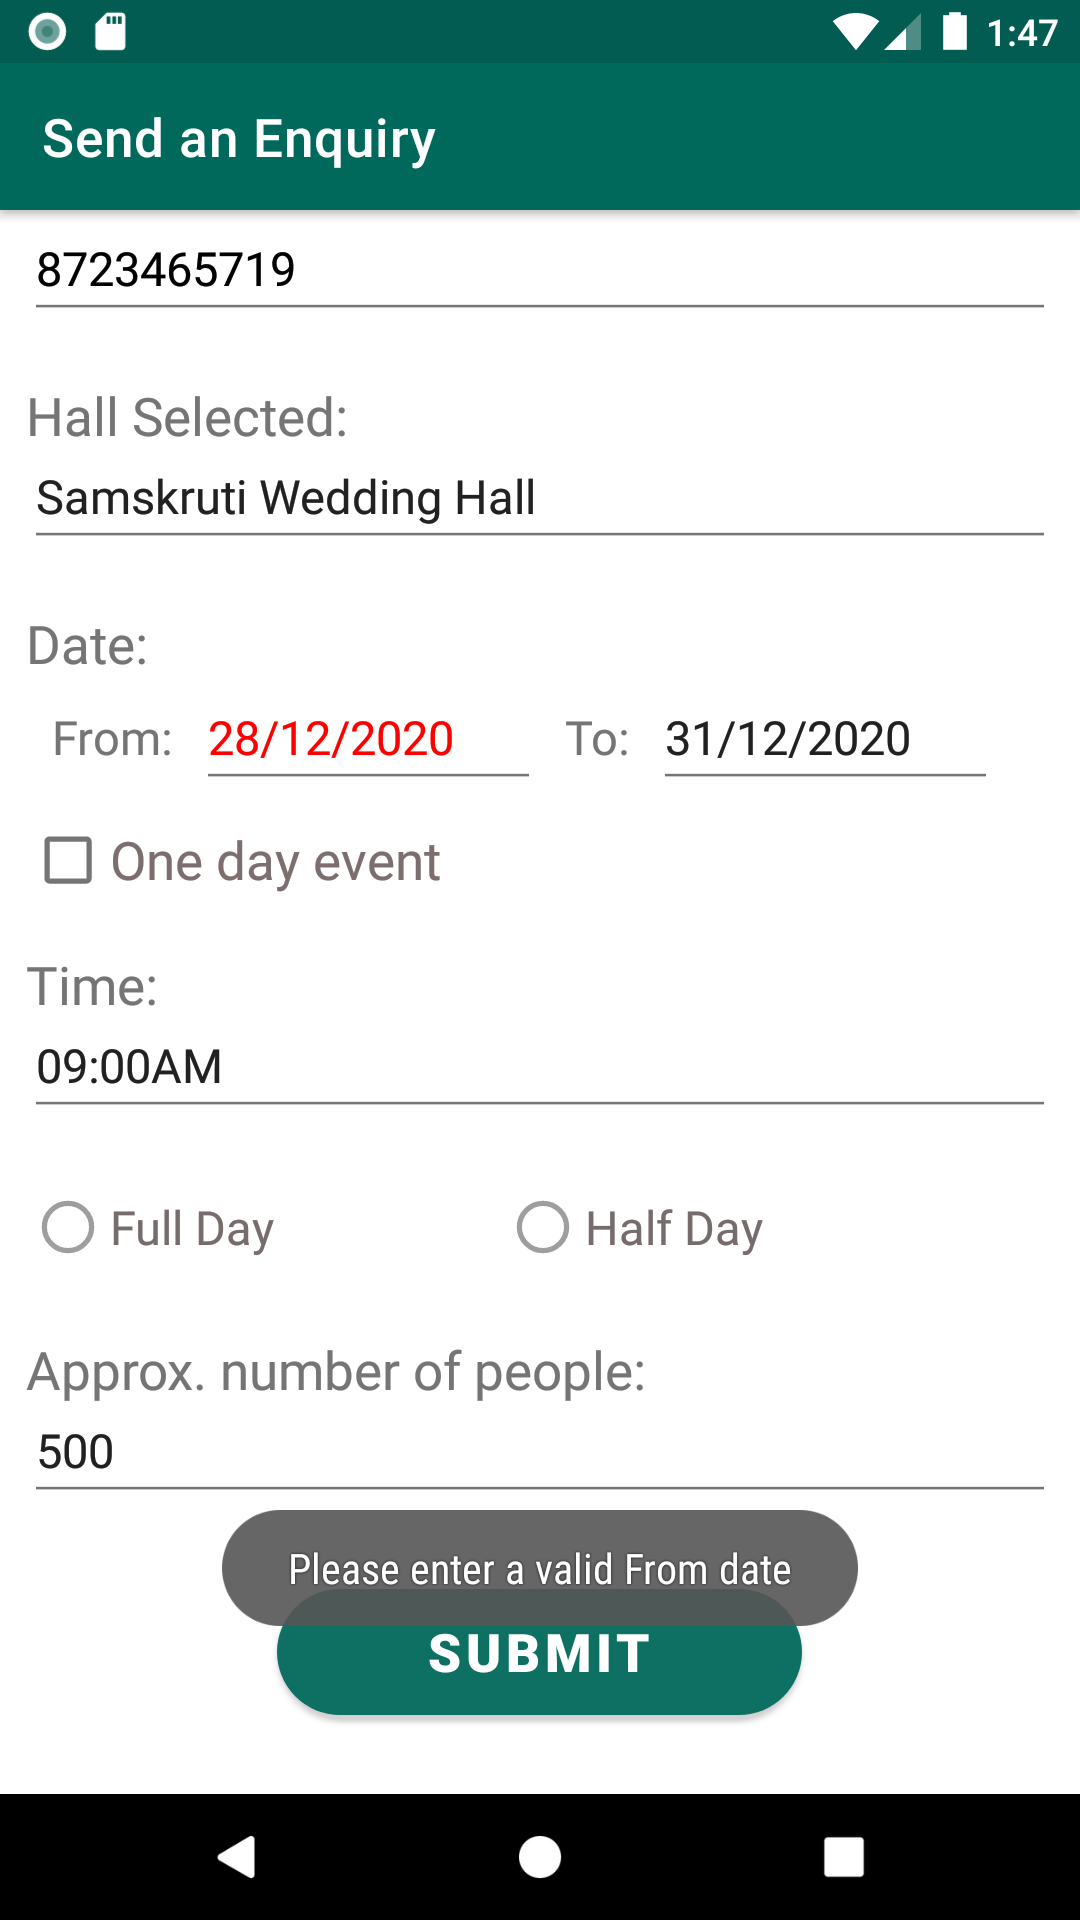 1:47
Send an Enquiry
8723465719
Hall Selected:
Samskruti Wedding Hall
Date:
From: 28/12/2020 To: 31/12/2020
One day event
Time:
09:00AM
Full Day Half Day
Approx. number of people:
500
Please enter a valid From date
SUBMIT